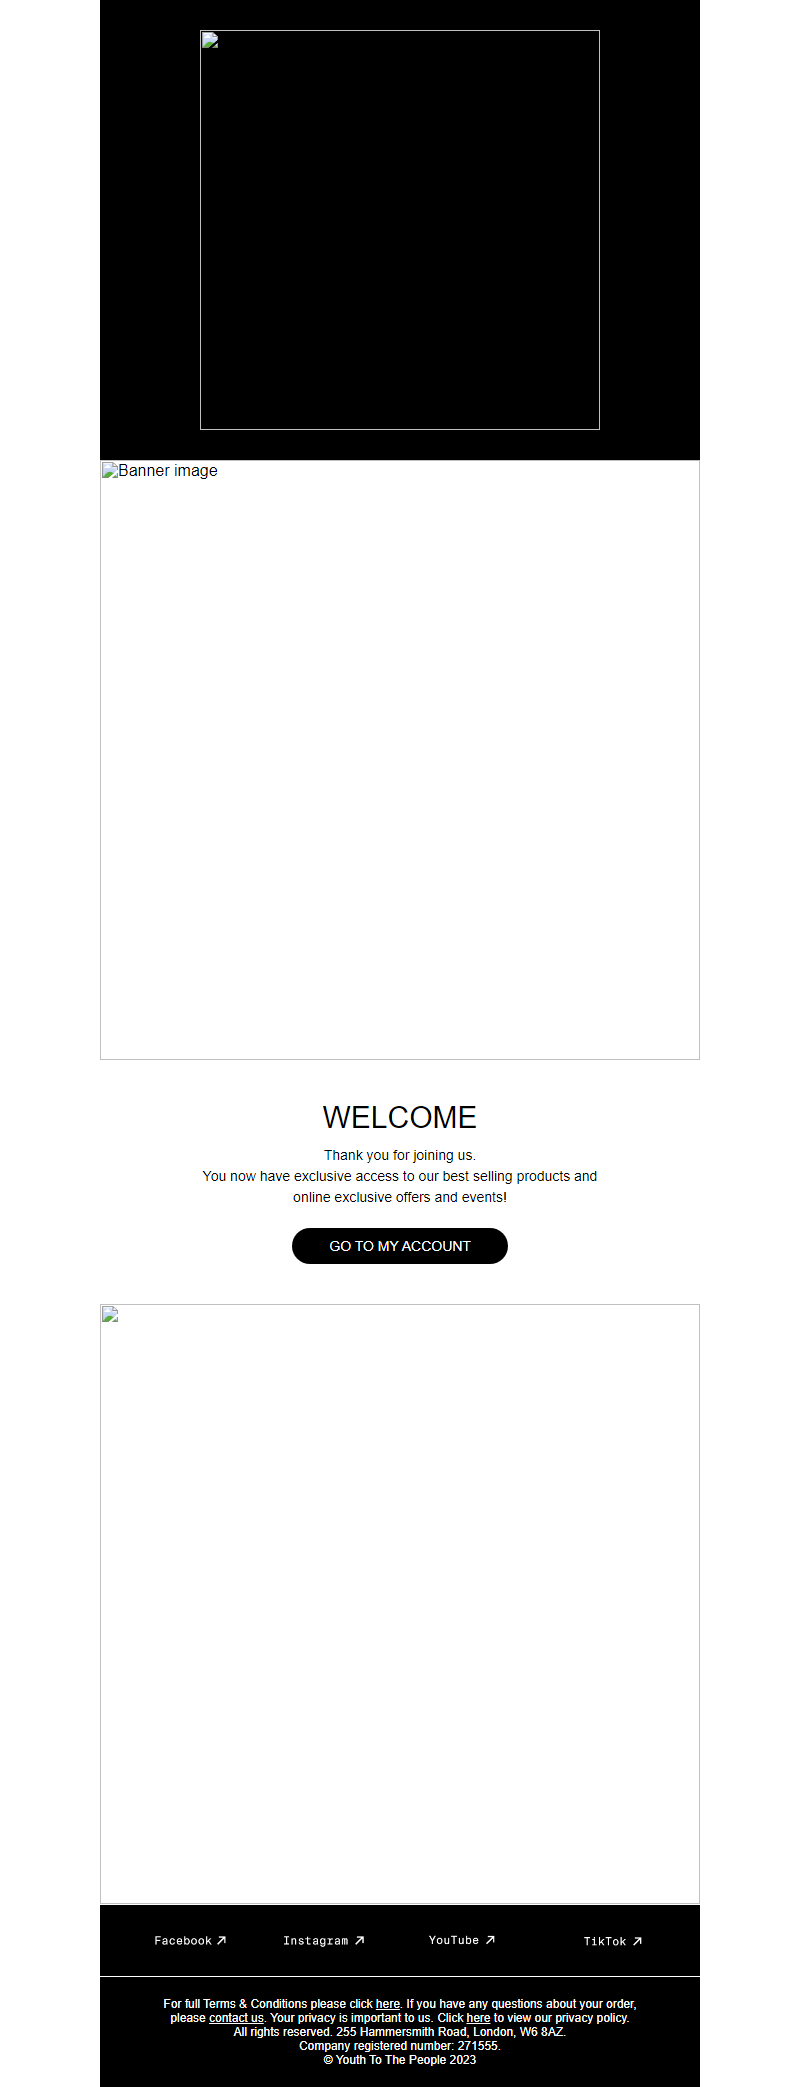 Banner image
WELCOME
Thank you for joining us.
You now have exclusive access to our best selling products and
online exclusive offers and events!
GO TO MY ACCOUNT
Facebook
Instagram
YouTube
TikTok
For full Terms & Conditions please click here. If you have any questions about your order,
please contact us. Your privacy is important to us. Click here to view our privacy policy.
All rights reserved. 255 Hammersmith Road, London, W6 8AZ.
Company registered number: 271555.
© Youth To The People 2023